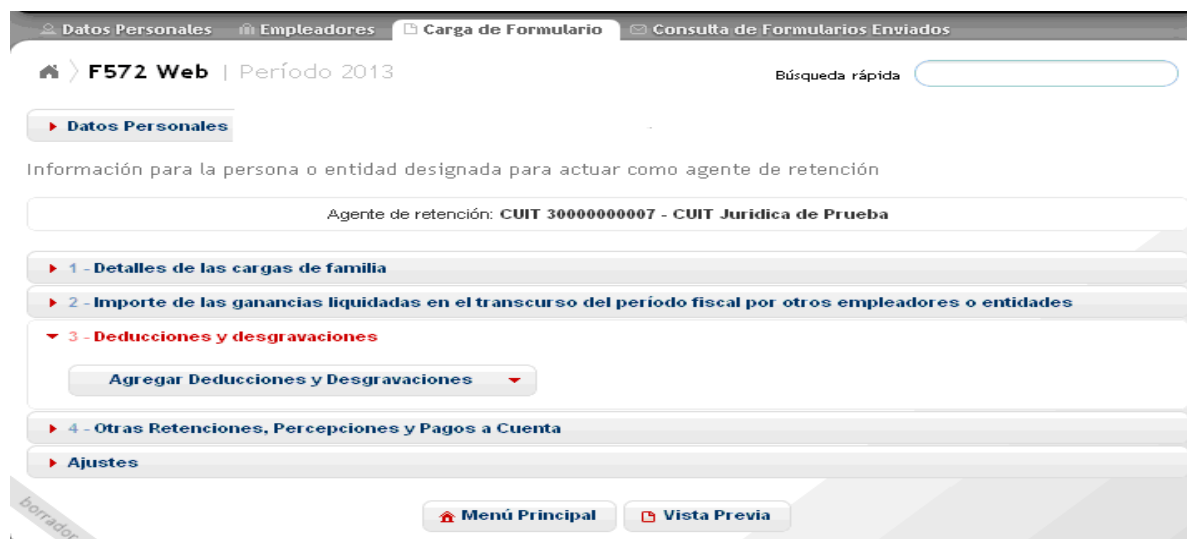 Datos Personales Empleadores Carga de Formulario Consulta de Formularios Enviados
F572 Web | Período 2013 Búsqueda rápida
Datos Personales
Información para la persona o entidad designada para actuar como agente de retención
Agente de retención: CUIT 30000000007 - CUIT Juridica de Prueba
1 - Detalles de las cargas de familia
2 - Importe de las ganancias liquidadas en el transcurso del período fiscal por otros empleadores o entidades
3 - Deducciones y desgravaciones
Agregar Deducciones y Desgravaciones
4 - Otras Retenciones, Percepciones y Pagos a Cuenta
Ajustes
borrador
Menú Principal Vista Previa